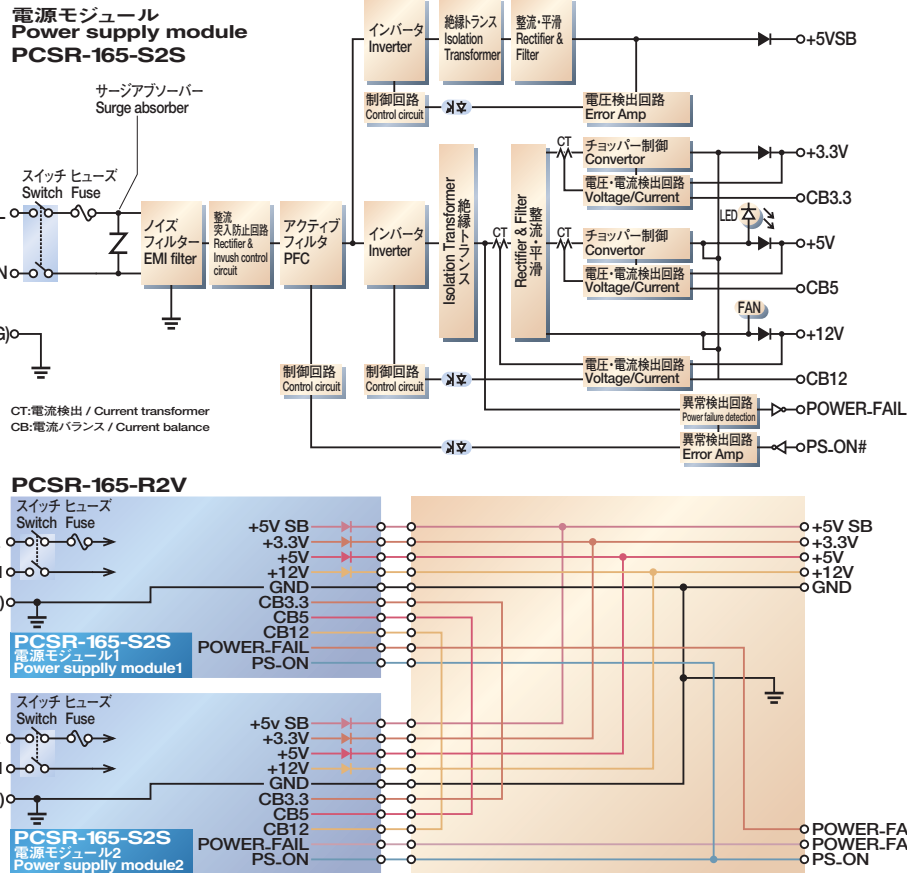 電源モジュール
Power supply module
PCSR-165-S2S
サージアブソーバー
Surge absorber
スイッチ ヒューズ
Switch Fuse
L
N
G)
ノイズ
フィルター
EMI filter
整流
突入防止回路
Rectifier &
Invush control
circuit
アクティブ
フィルタ
PFC
インバータ
Inverter
絶縁トランス
Isolation
Transformer
整流・平滑
Rectifier &
Filter
+5VSB
制御回路
Control circuit
電圧検出回路
Error Amp
インバータ
Inverter
Isolation Transformer
絶縁トランス
CT
Rectifier & Filter
整流・平滑
CT
チョッパー制御
Convertor
+3.3V
電圧・電流検出回路
Voltage/Current
CB3.3
LED
CT
チョッパー制御
Convertor
+5V
電圧・電流検出回路
Voltage/Current
CB5
FAN
+12V
制御回路
Control circuit
制御回路
Control circuit
電圧・電流検出回路
Voltage/Current
CB12
異常検出回路
Power failure detection
POWER-FAIL
異常検出回路
Error Amp
PS-ON#
CT:電流検出 / Current transformer
CB:電流バランス / Current balance
PCSR-165-R2V
スイッチ ヒューズ
Switch Fuse
+5V SB
+3.3V
+5V
+12V
GND
CB3.3
CB5
CB12
POWER-FAIL
PS-ON
PCSR-165-S2S
電源モジュール1
Power supplly module1
+5V SB
+3.3V
+5V
+12V
GND
スイッチ ヒューズ
Switch Fuse
+5v SB
+3.3V
+5V
+12V
GND
CB3.3
CB5
CB12
POWER-FAIL
PS-ON
PCSR-165-S2S
電源モジュール2
Power supplly module2
POWER-FA
POWER-FA
PS-ON